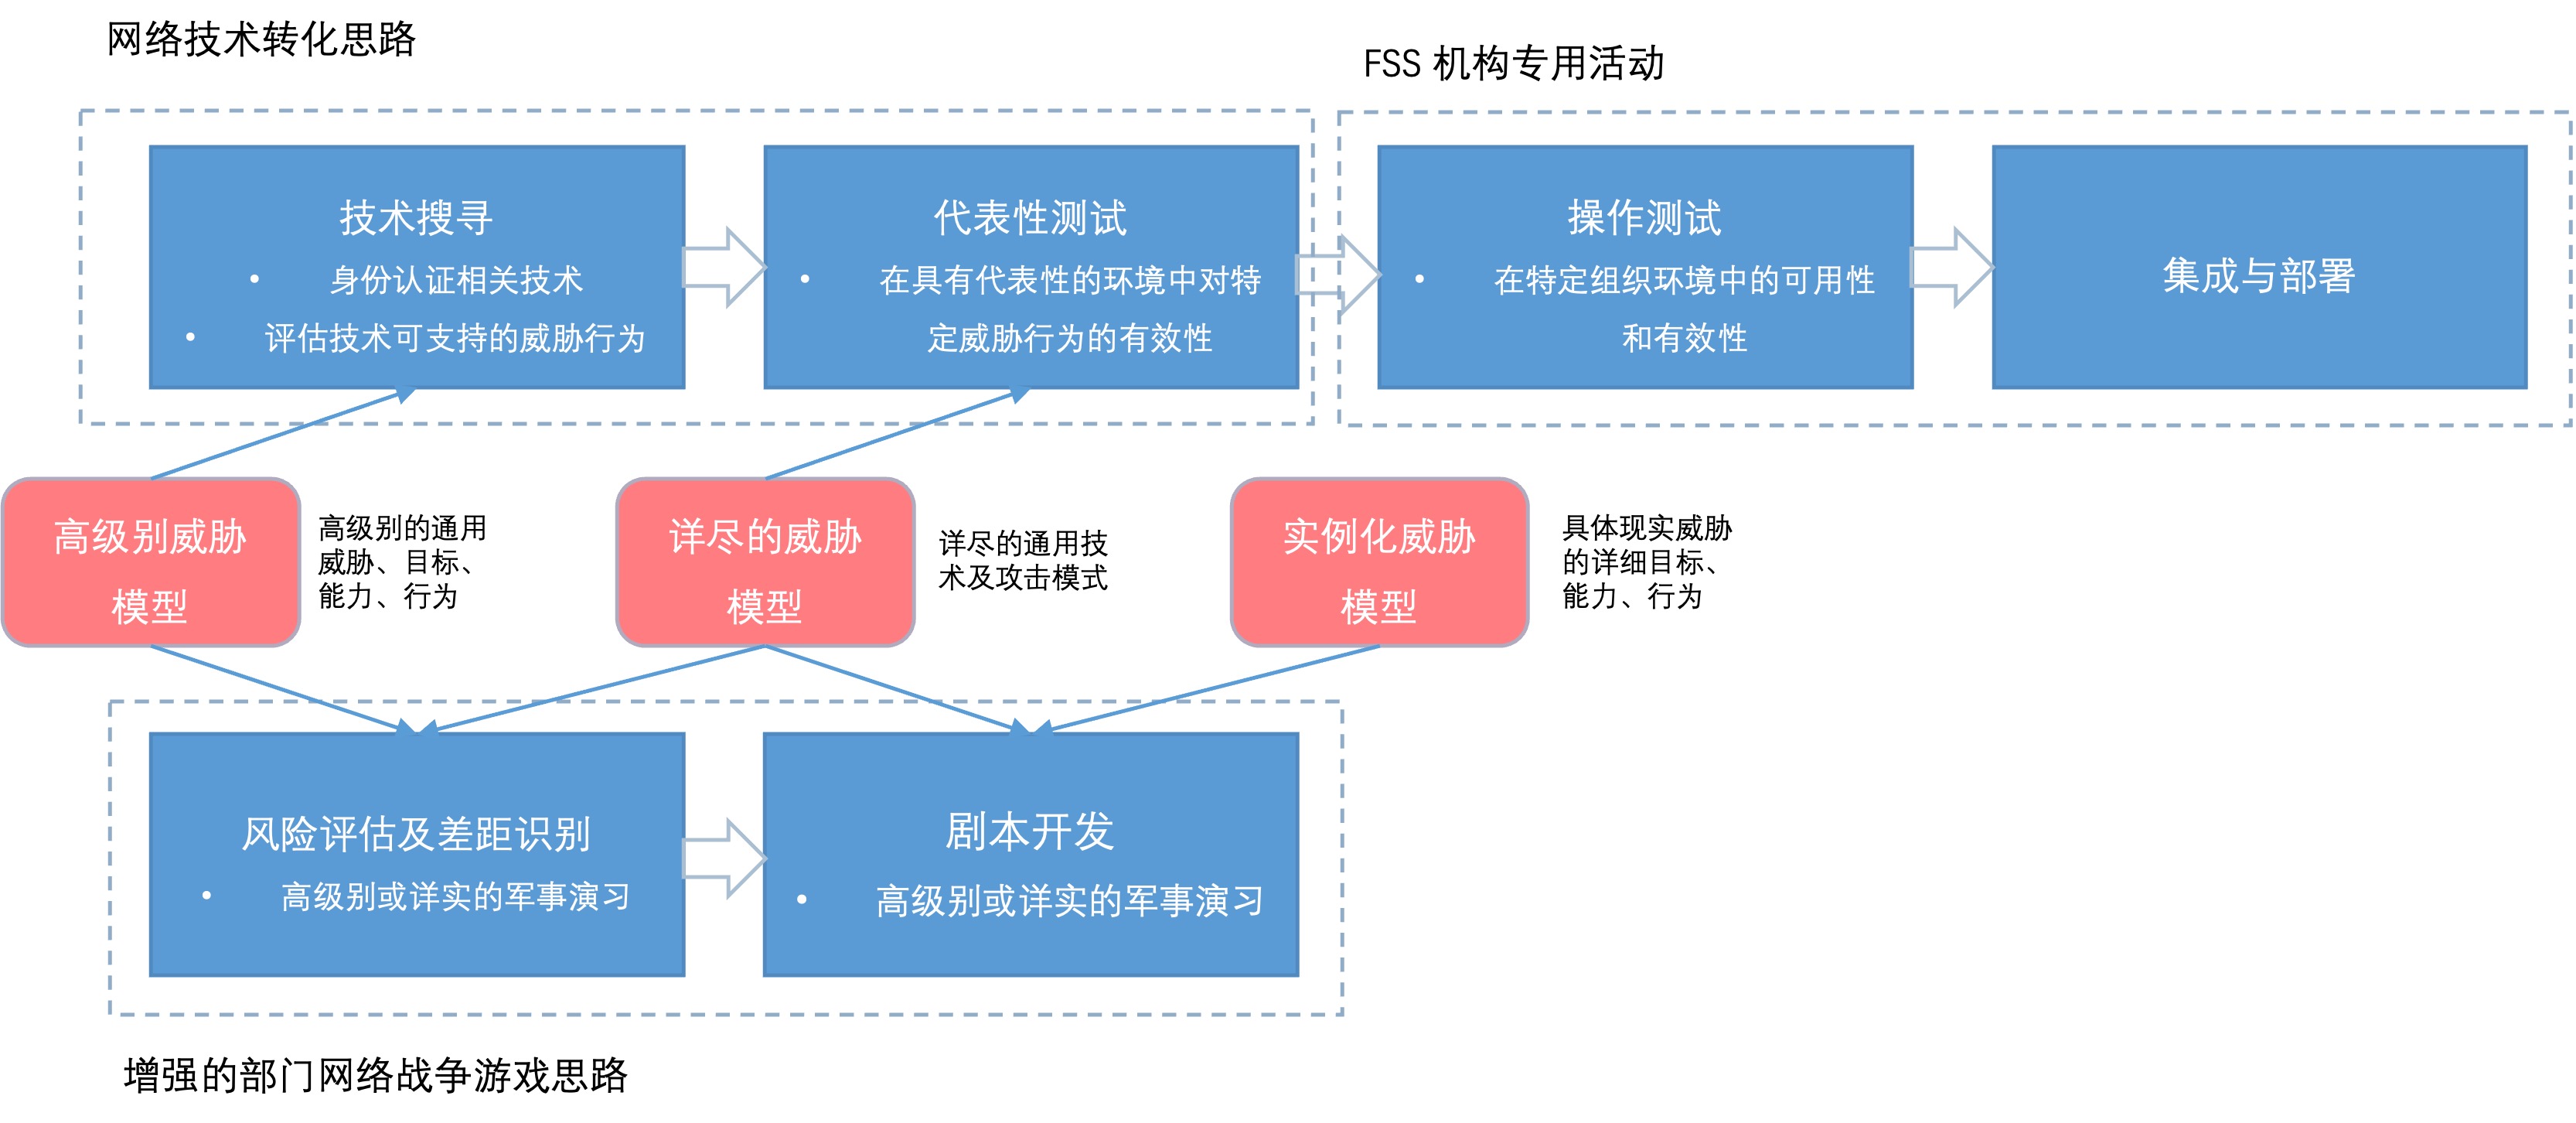 网络技术转化思路
FSS 机构专用活动
技术搜寻
• 身份认证相关技术
• 评估技术可支持的威胁行为
代表性测试
• 在具有代表性的环境中对特
定威胁行为的有效性
操作测试
• 在特定组织环境中的可用性
和有效性
集成与部署
高级别威胁
模型
高级别的通用
威胁、目标、
能力、行为
详尽的威胁
模型
详尽的通用技
术及攻击模式
实例化威胁
模型
具体现实威胁
的详细目标、
能力、行为
风险评估及差距识别
• 高级别或详实的军事演习
剧本开发
• 高级别或详实的军事演习
增强的部门网络战争游戏思路